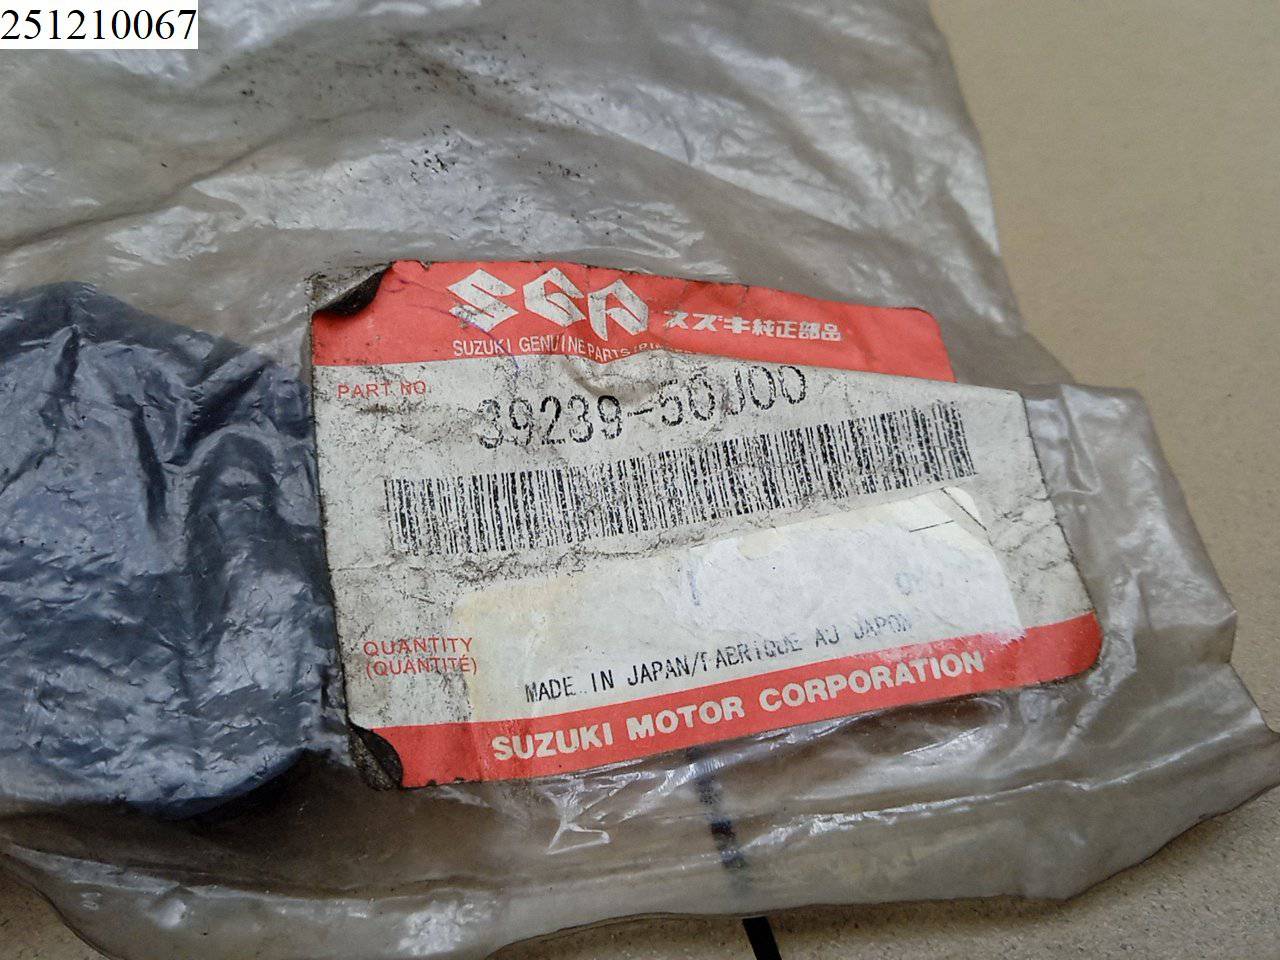 251210067
SGP スズキ純正部品
SUZUKI GENUINE PARTS
PART NO.
39239-50J00
QUANTITY
(QUANTITÉ)
MADE IN JAPAN/FABRIQUE AU JAPON
SUZUKI MOTOR CORPORATION